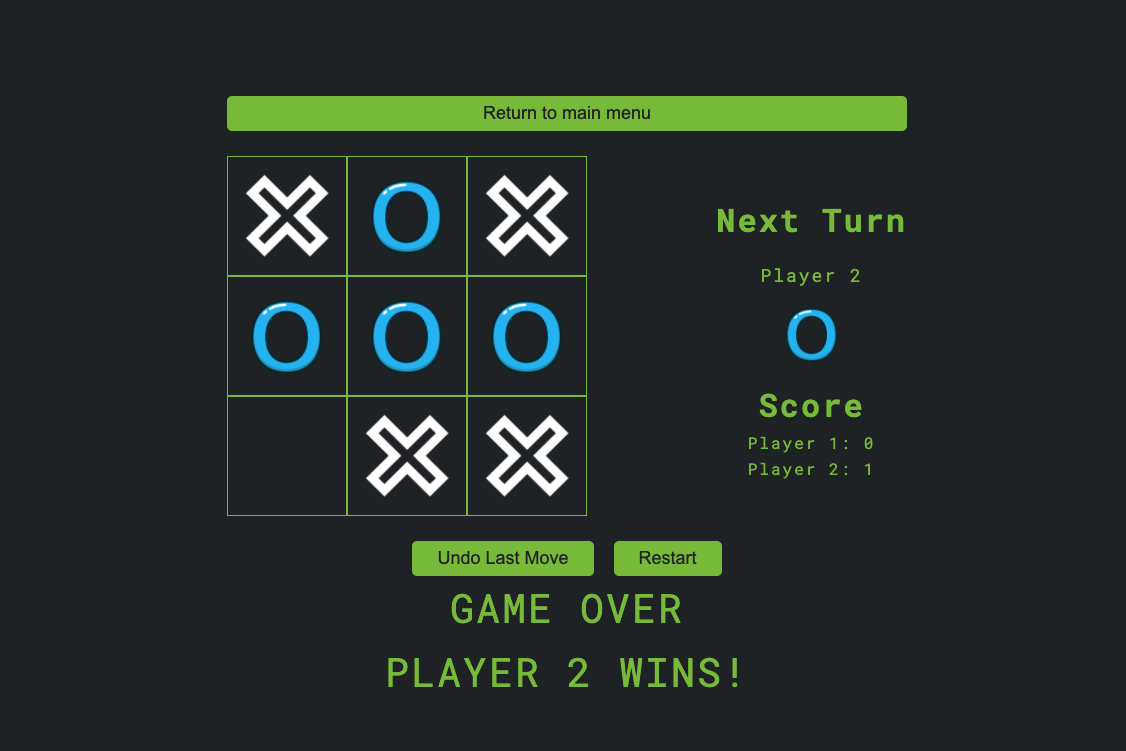 Return to main menu
X O X
O O O
X X
Next Turn
Player 2
O
Score
Player 1: 0
Player 2: 1
Undo Last Move
Restart
GAME OVER
PLAYER 2 WINS!